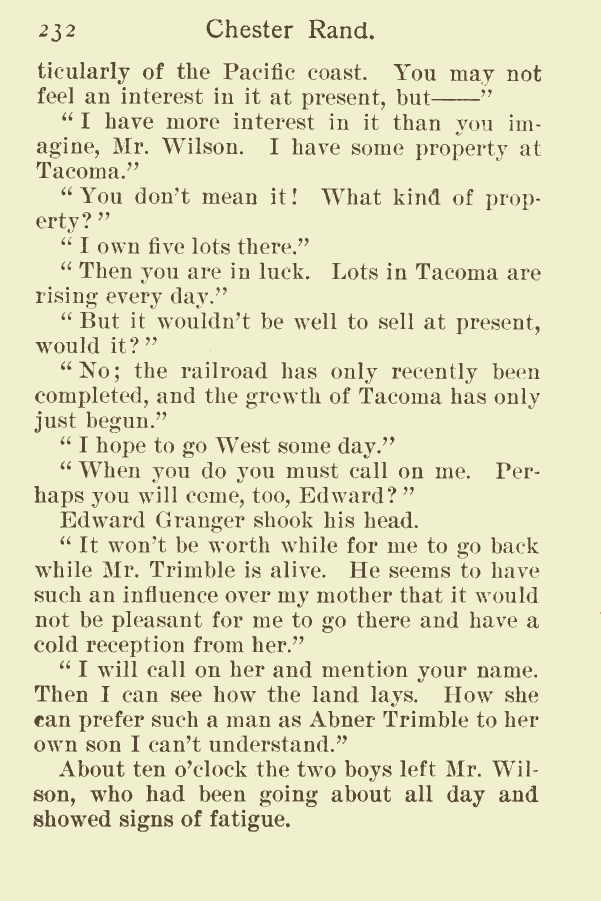 232 Chester Rand.
ticularly of the Pacific coast. You may not
feel an interest in it at present, but——”
“ I have more interest in it than you im-
agine, Mr. Wilson. I have some property at
Tacoma.”
“ You don’t mean it! What kind of prop-
erty? ”
“ I own five lots there.”
“ Then you are in luck. Lots in Tacoma are
rising every day.”
“ But it wouldn’t be well to sell at present,
would it? ”
“ No; the railroad has only recently been
completed, and the growth of Tacoma has only
just begun.”
“ I hope to go West some day.”
“ When you do you must call on me. Per-
haps you will come, too, Edward? ”
Edward Granger shook his head.
“ It won’t be worth while for me to go back
while Mr. Trimble is alive. He seems to have
such an influence over my mother that it would
not be pleasant for me to go there and have a
cold reception from her.”
“ I will call on her and mention your name.
Then I can see how the land lays. How she
can prefer such a man as Abner Trimble to her
own son I can’t understand.”
About ten o’clock the two boys left Mr. Wil-
son, who had been going about all day and
showed signs of fatigue.